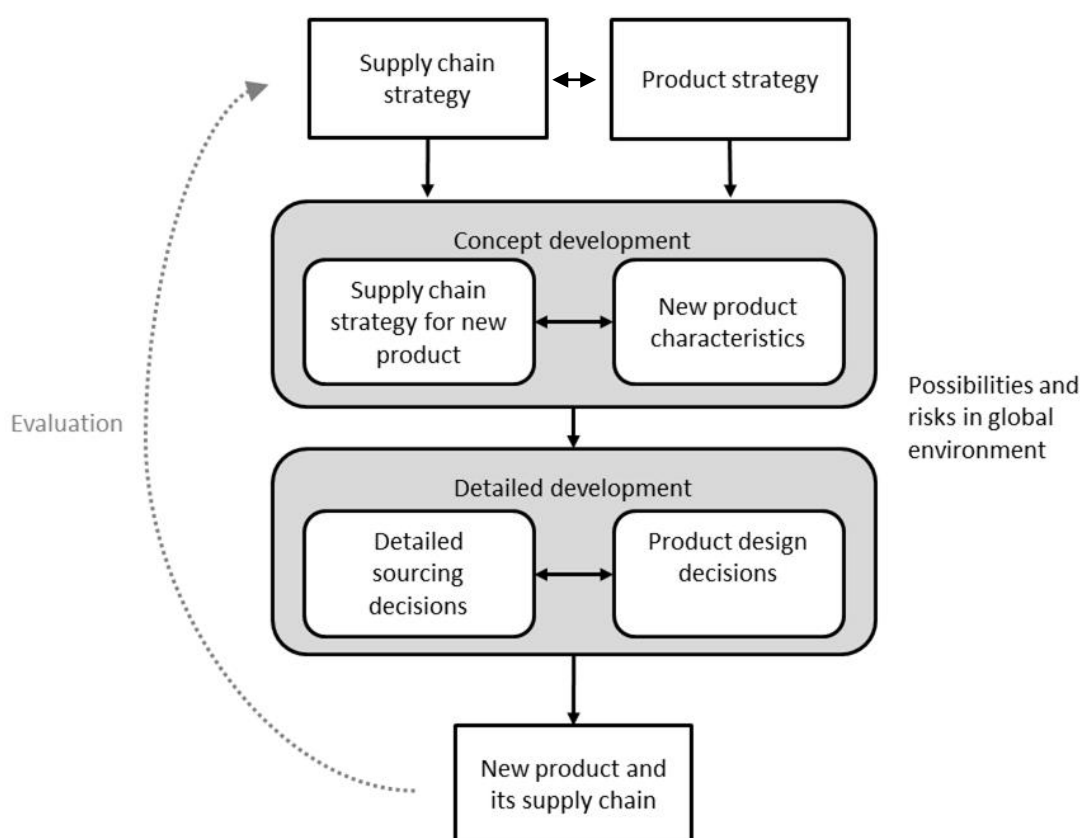 Supply chain
strategy
Product strategy
Concept development
Supply chain
strategy for new
product
New product
characteristics
Possibilities and
risks in global
environment
Evaluation
Detailed development
Detailed
sourcing
decisions
Product design
decisions
New product and
its supply chain